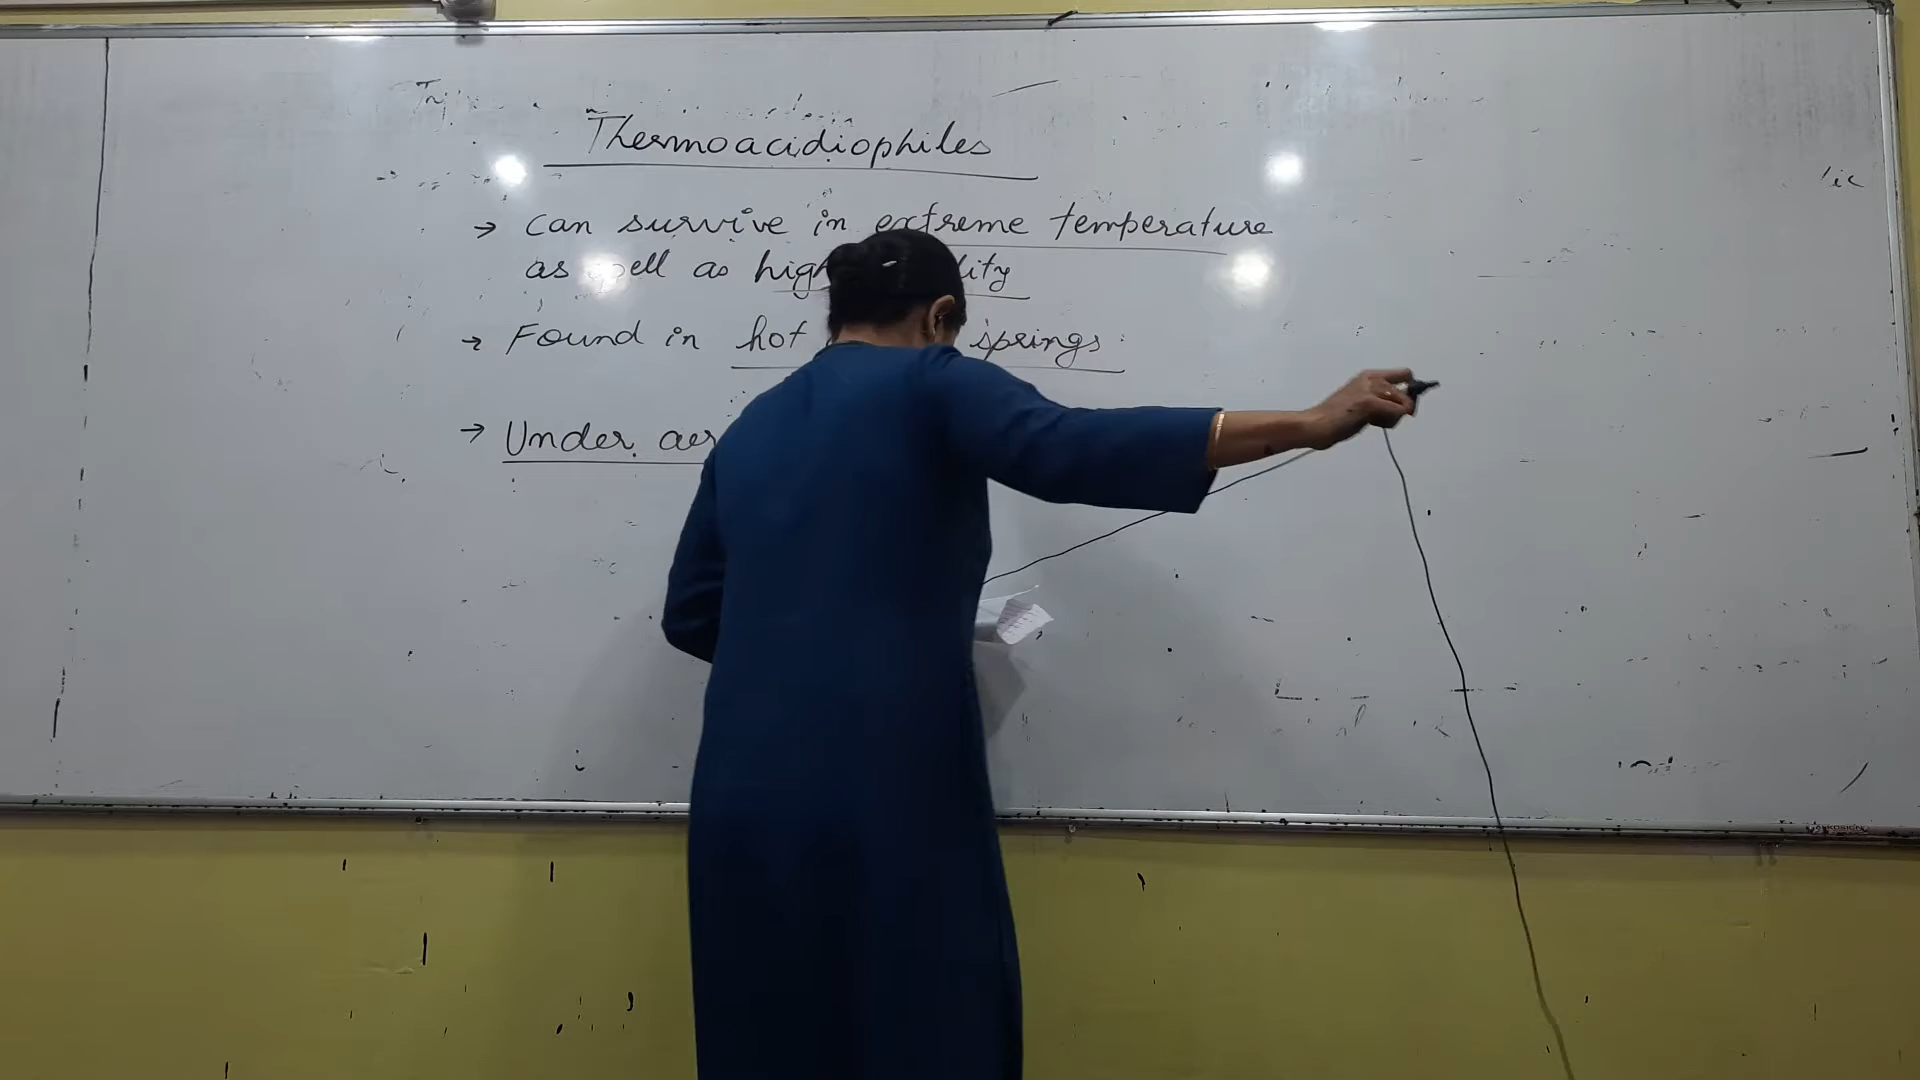 Thermoacidiophiles
→ Can survive in extreme temperature
as well as high
→ Found in hot springs.
→ Under